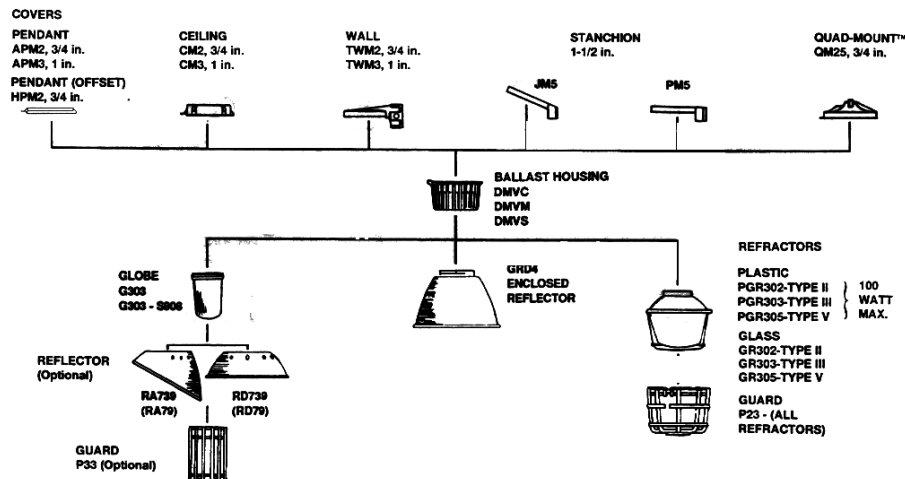 COVERS
PENDANT
APM2, 3/4 in.
APM3, 1 in.
PENDANT (OFFSET)
HPM2, 3/4 in.
CEILING
CM2, 3/4 in.
CM3, 1 in.
WALL
TWM2, 3/4 in.
TWM3, 1 in.
STANCHION
1-1/2 in.
JM5
PM5
QUAD-MOUNT™
QM25, 3/4 in.
BALLAST HOUSING
DMVC
DMVM
DMVS
GLOBE
G303
G303 - S806
REFLECTOR
(Optional)
RA739
(RA79)
RD739
(RD79)
GUARD
P33 (Optional)
GRD4
ENCLOSED
REFLECTOR
REFRACTORS
PLASTIC
PGR302-TYPE II
PGR303-TYPE III
PGR305-TYPE V
100
WATT
MAX.
GLASS
GR302-TYPE II
GR303-TYPE III
GR305-TYPE V
GUARD
P23 - (ALL
REFRACTORS)